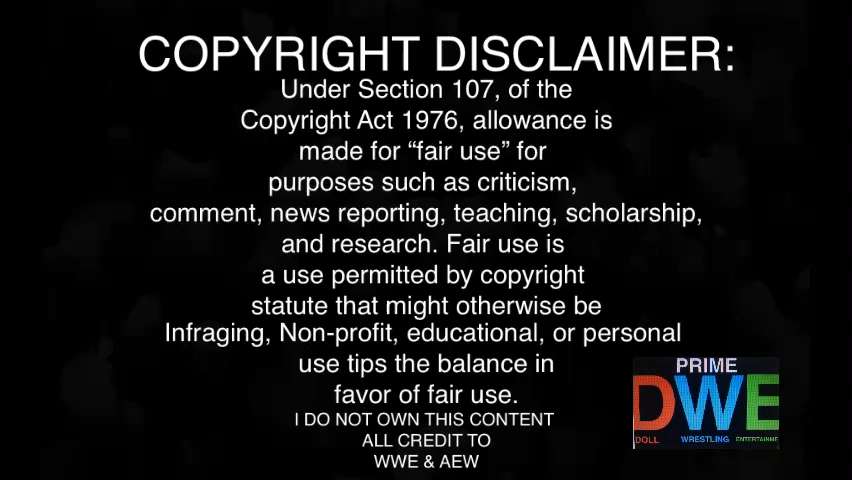 COPYRIGHT DISCLAIMER:
Under Section 107, of the
Copyright Act 1976, allowance is
made for “fair use” for
purposes such as criticism,
comment, news reporting, teaching, scholarship,
and research. Fair use is
a use permitted by copyright
statute that might otherwise be
Infraging, Non-profit, educational, or personal
use tips the balance in
favor of fair use.
I DO NOT OWN THIS CONTENT
ALL CREDIT TO
WWE & AEW
PRIME
DWE
DOLL WRESTLING ENTERTAINME